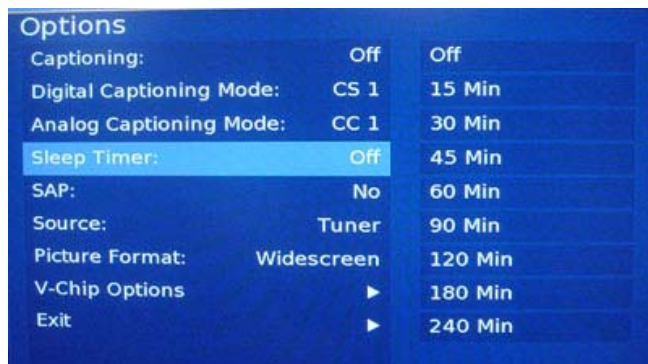 Options
Captioning: Off
Digital Captioning Mode: CS 1
Analog Captioning Mode: CC 1
Sleep Timer: Off
SAP: No
Source: Tuner
Picture Format: Widescreen
V-Chip Options ▶
Exit ▶
Off
15 Min
30 Min
45 Min
60 Min
90 Min
120 Min
180 Min
240 Min